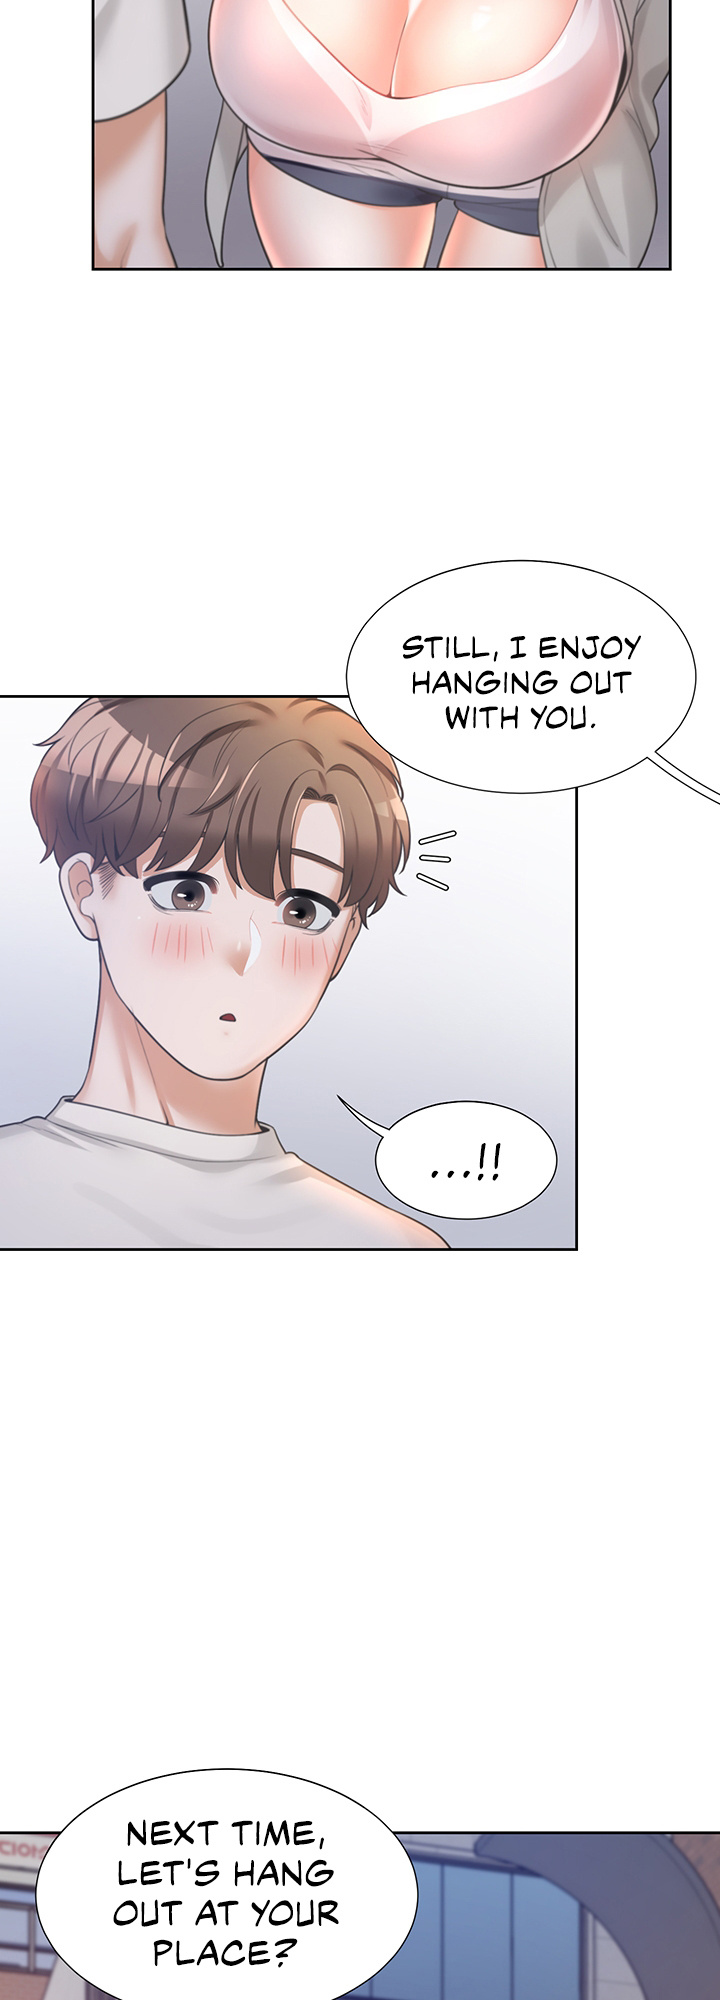 STILL, I ENJOY
HANGING OUT
WITH YOU.
...!!
NEXT TIME,
LET'S HANG
OUT AT YOUR
PLACE?